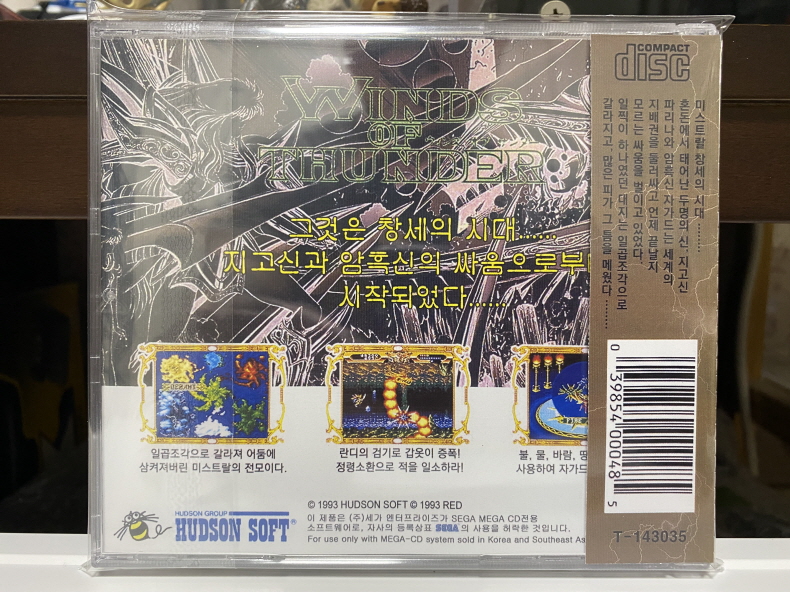 WINDS
OF
THUNDER
그것은 창세의 시대......
지고신과 암흑신의 싸움으로부
시작되었다......
일곱조각으로 갈라져 어둠에
삼켜져버린 미스트랄의 전모이다.
란디의 검기로 갑옷이 증폭!
정령소환으로 적을 일소하라!
불, 물, 바람, 땅
사용하여 자가드
HUDSON GROUP
HUDSON SOFT®
© 1993 HUDSON SOFT © 1993 RED
이 제품은 (주)세가 엔터프라이즈가 SEGA MEGA CD전용
소프트웨어로, 자사의 등록상표 SEGA 의 사용을 허락한 것입니다.
For use only with MEGA-CD system sold in Korea and Southeast As
COMPACT
disc
미스트랄 창세의 시대 ........
혼돈에서 태어난 두명의 신, 지고신
파리나와 암흑신 자가드는 세계의
지배권을 둘러싸고 언제 끝날지
모르는 싸움을 벌이고 있었다.
일찍이 하나였던 대지는 일곱조각으로
갈라지고, 많은 피가 그 틈을 메웠다 ........
0 39854 00048 5
T-143035